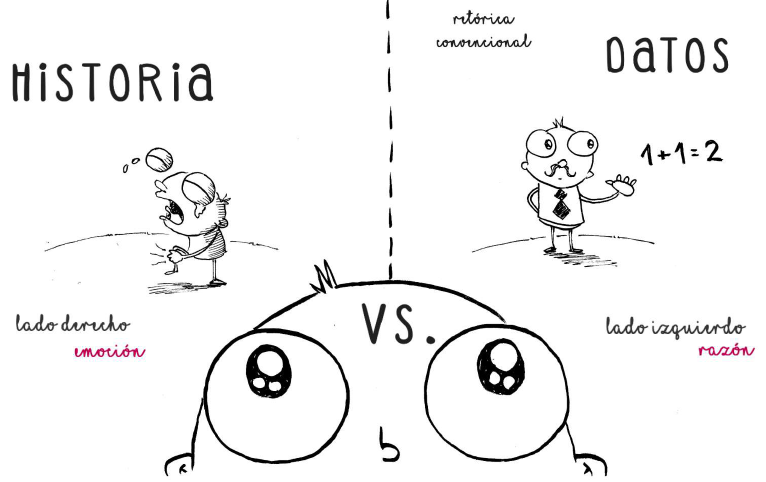 HiSTORia
lado derecho
emoción
VS.
retórica
convencional
DaTOS
1+1=2
lado izquierdo
razón